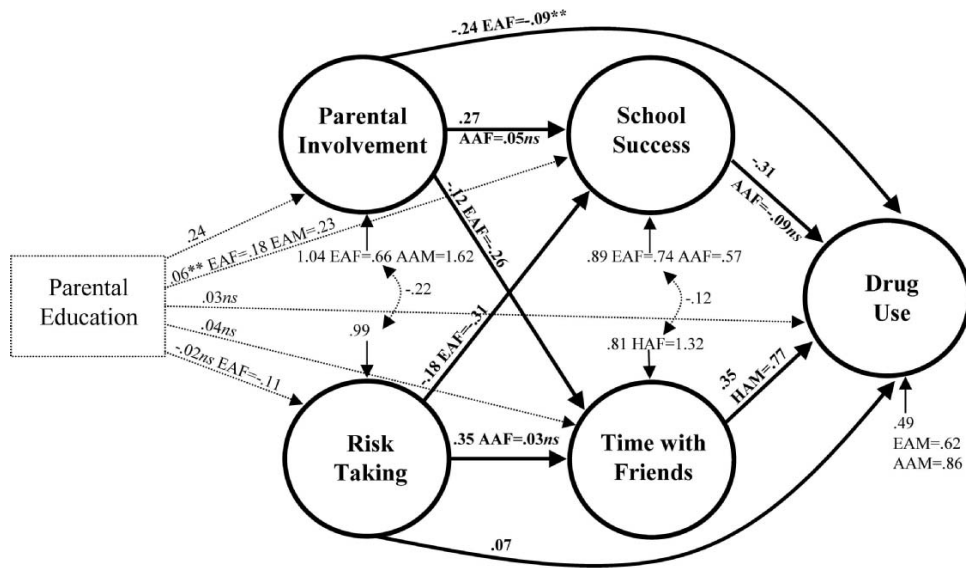 -.24 EAF=-.09**
Parental
Involvement
.27
AAF=.05ns
School
Success
-.31
AAF=-.09ns
-.12 EAF=-.26
.24
.06** EAF=.18 EAM=.23
1.04 EAF=.66 AAM=1.62
.89 EAF=.74 AAF=.57
Parental
Education
-.22
-.12
Drug
Use
.03ns
.04ns
-.02ns EAF=-.11
.99
-.18 EAF=-.31
.81 HAF=1.32
.35
HAM=.77
Risk
Taking
.35 AAF=.03ns
Time with
Friends
.49
EAM=.62
AAM=.86
.07